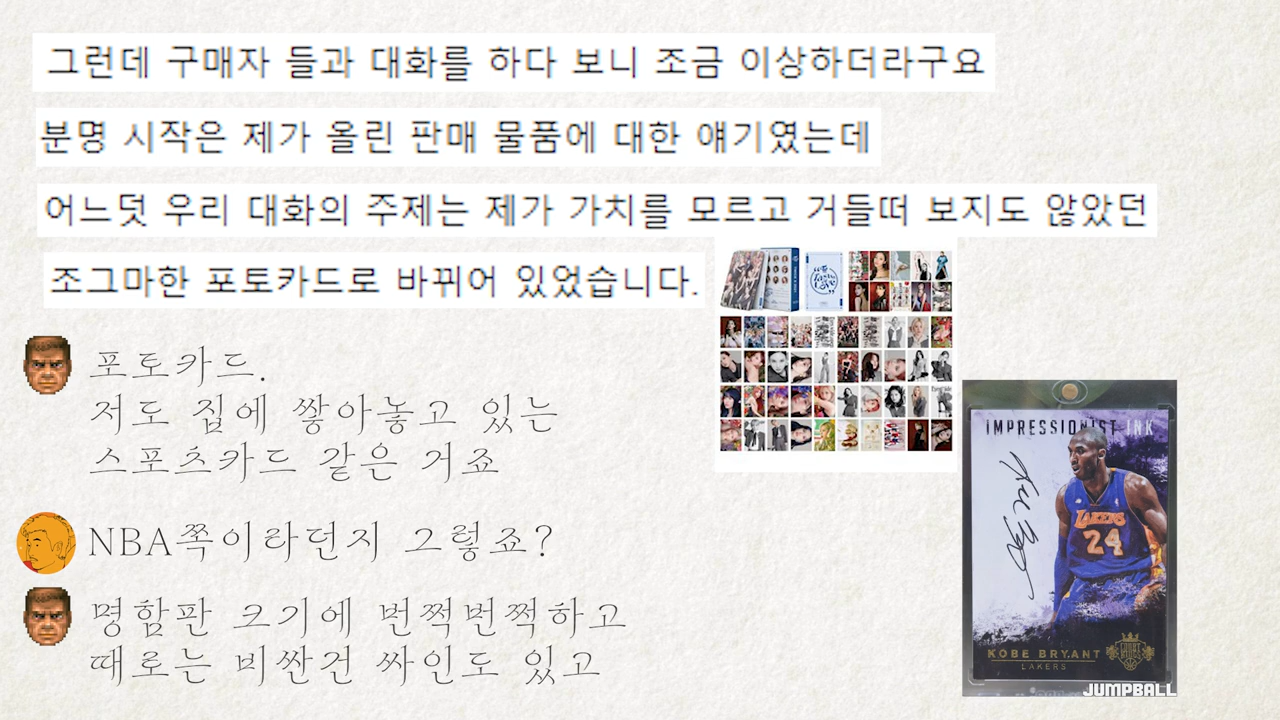 그런데 구매자 들과 대화를 하다 보니 조금 이상하더라구요
분명 시작은 제가 올린 판매 물품에 대한 얘기였는데
어느덧 우리 대화의 주제는 제가 가치를 모르고 거들떠 보지도 않았던
조그마한 포토카드로 바뀌어 있었습니다.
포토카드.
저도 집에 쌓아놓고 있는
스포츠카드 같은 거죠
NBA쪽이라던지 그렇죠?
명함판 크기에 번쩍번쩍하고
때로는 비싼건 싸인도 있고
IMPRESSIONIST INK
LAKERS
24
KOBE BRYANT
LAKERS
JUMPBALL